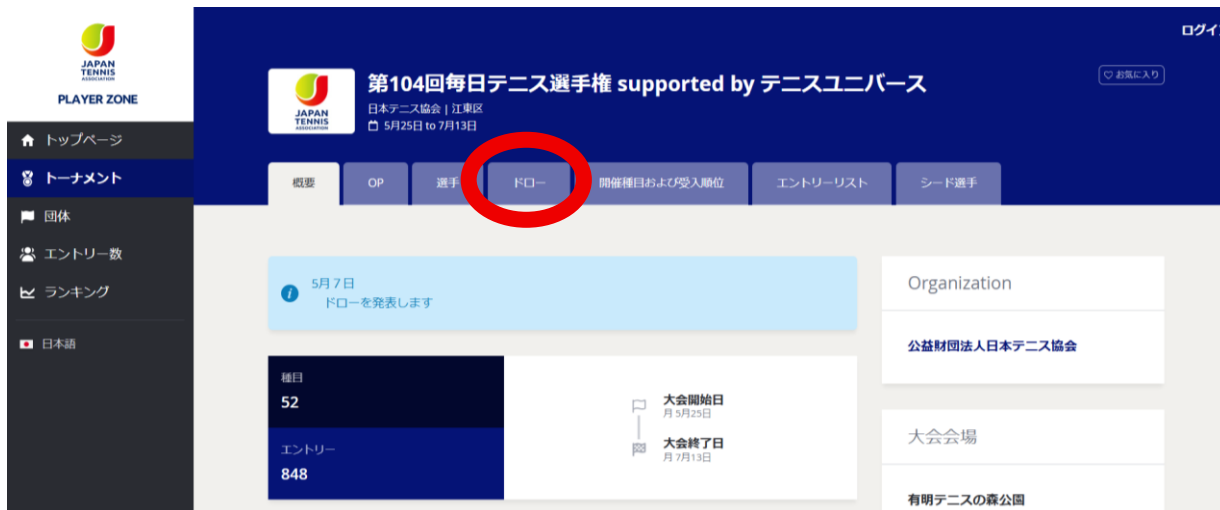 JAPAN
TENNIS
ASSOCIATION
PLAYER ZONE
トップページ
トーナメント
団体
エントリー数
ランキング
日本語
ログイン
お気に入り
JAPAN
TENNIS
ASSOCIATION
第104回毎日テニス選手権 supported by テニスユニバース
日本テニス協会 | 江東区
5月25日 to 7月13日
概要
OP
選手
ドロー
開催種目および受入順位
エントリーリスト
シード選手
5月7日
ドローを発表します
種目
52
エントリー
848
大会開始日
月 5月25日
大会終了日
月 7月13日
Organization
公益財団法人日本テニス協会
大会会場
有明テニスの森公園